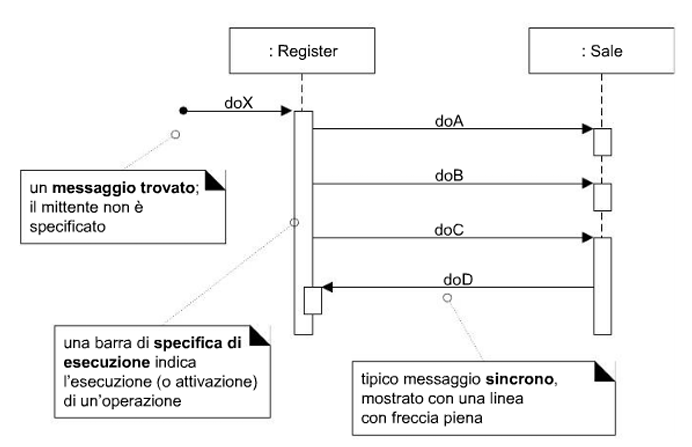 : Register
: Sale
doX
doA
doB
doC
doD
un messaggio trovato;
il mittente non è
specificato
una barra di specifica di
esecuzione indica
l'esecuzione (o attivazione)
di un'operazione
tipico messaggio sincrono,
mostrato con una linea
con freccia piena